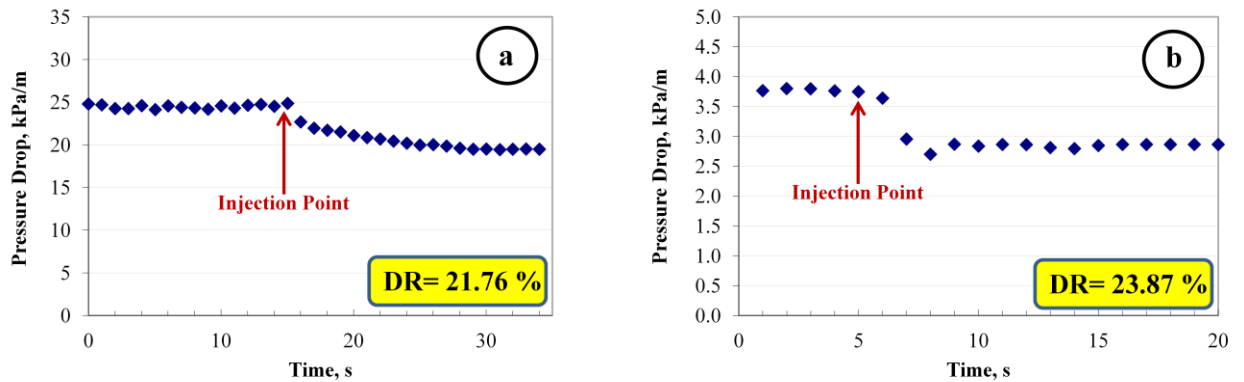 35
30
25
20
15
10
5
0
Pressure Drop, kPa/m
a
Injection Point
DR= 21.76 %
0
10
20
30
Time, s
5.0
4.5
4.0
3.5
3.0
2.5
2.0
1.5
1.0
0.5
0.0
Pressure Drop, kPa/m
b
Injection Point
DR= 23.87 %
0
5
10
15
20
Time, s